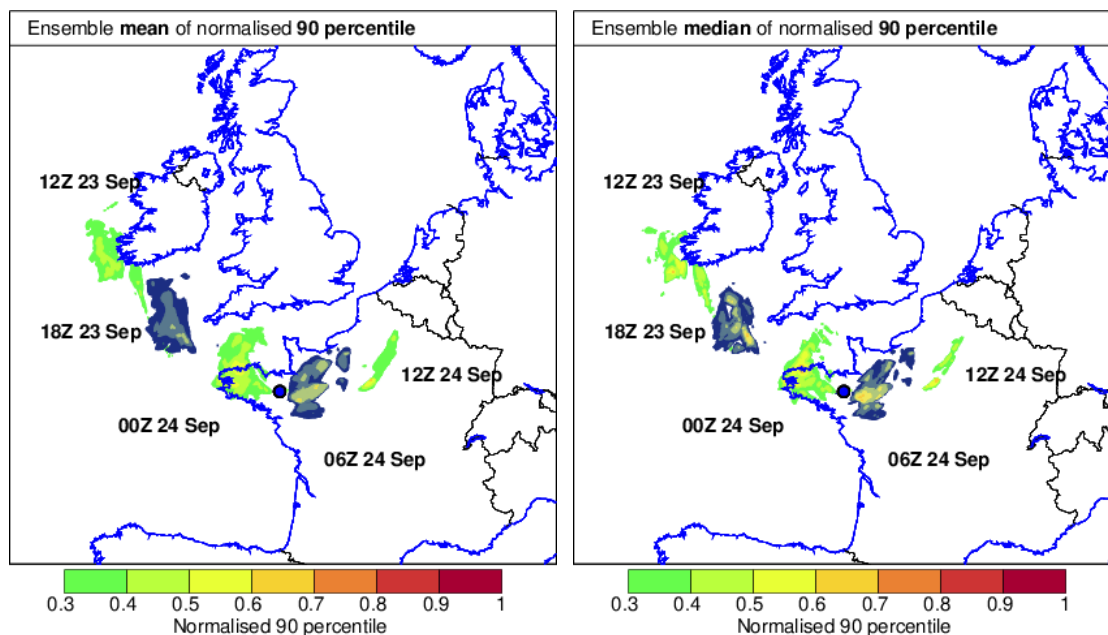 Ensemble mean of normalised 90 percentile
12Z 23 Sep
18Z 23 Sep
12Z 24 Sep
00Z 24 Sep
06Z 24 Sep
0.3 0.4 0.5 0.6 0.7 0.8 0.9 1
Normalised 90 percentile
Ensemble median of normalised 90 percentile
12Z 23 Sep
18Z 23 Sep
12Z 24 Sep
00Z 24 Sep
06Z 24 Sep
0.3 0.4 0.5 0.6 0.7 0.8 0.9 1
Normalised 90 percentile